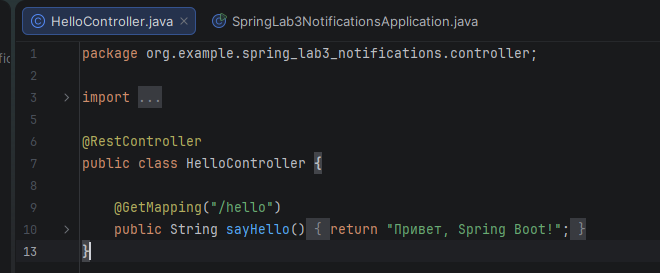 HelloController.java × SpringLab3NotificationsApplication.java
1 package org.example.spring_lab3_notifications.controller;
2
3 import ...
5
6 @RestController
7 public class HelloController {
8
9 @GetMapping("/hello")
10 public String sayHello() { return "Привет, Spring Boot!"; }
13 }